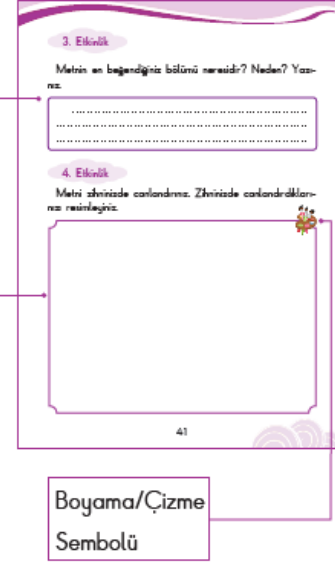 3. Etkinlik
Metnin en beğendiğiniz bölümü neresidir? Neden? Yazı-
nız.
4. Etkinlik
Metni zihninizde canlandırınız. Zihninizde canlandırdıkları-
nızı resimleyiniz.
41
Boyama/Çizme
Sembolü